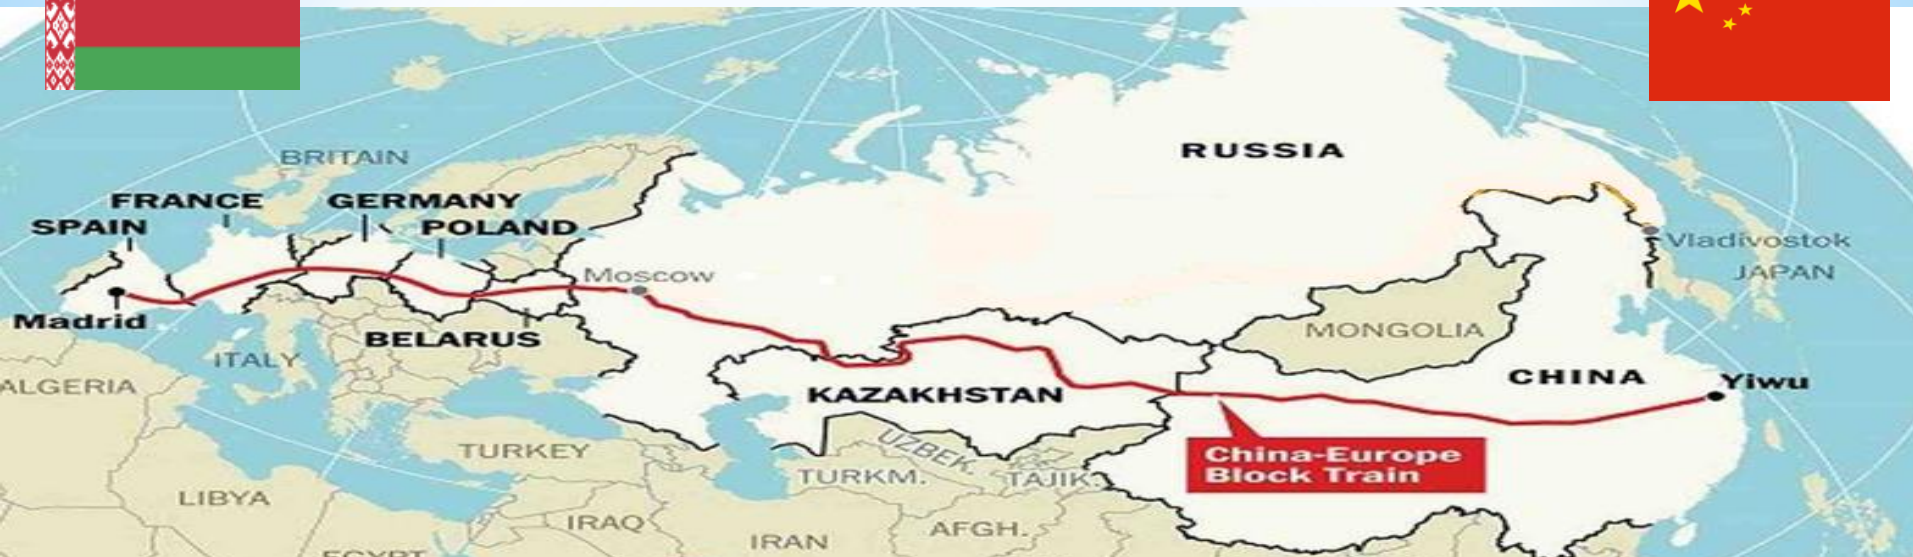 RUSSIA
BRITAIN
FRANCE
GERMANY
SPAIN
POLAND
Vladivostok
JAPAN
Moscow
Madrid
BELARUS
MONGOLIA
ITALY
ALGERIA
KAZAKHSTAN
CHINA
Yiwu
TURKEY
UZBEK.
China-Europe
Block Train
TURKM.
TAJIK.
LIBYA
IRAQ
IRAN
AFGH.
EGYPT